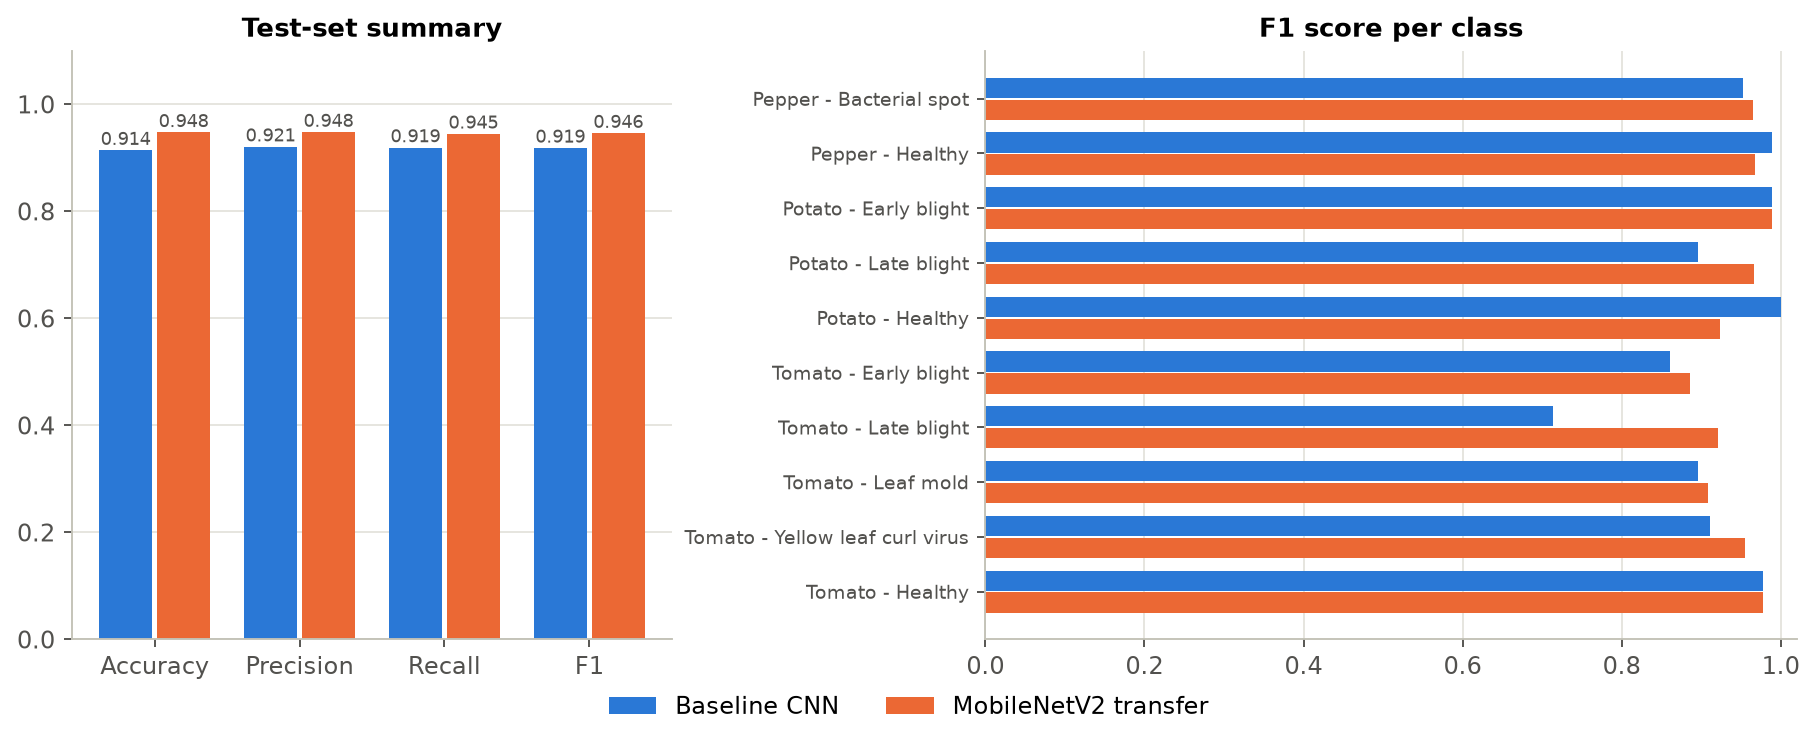 Test-set summary
1.0
0.8
0.6
0.4
0.2
0.0
0.914
0.948
0.921
0.948
0.919
0.945
0.919
0.946
Accuracy
Precision
Recall
F1
F1 score per class
Pepper - Bacterial spot
Pepper - Healthy
Potato - Early blight
Potato - Late blight
Potato - Healthy
Tomato - Early blight
Tomato - Late blight
Tomato - Leaf mold
Tomato - Yellow leaf curl virus
Tomato - Healthy
0.0 0.2 0.4 0.6 0.8 1.0
Baseline CNN
MobileNetV2 transfer